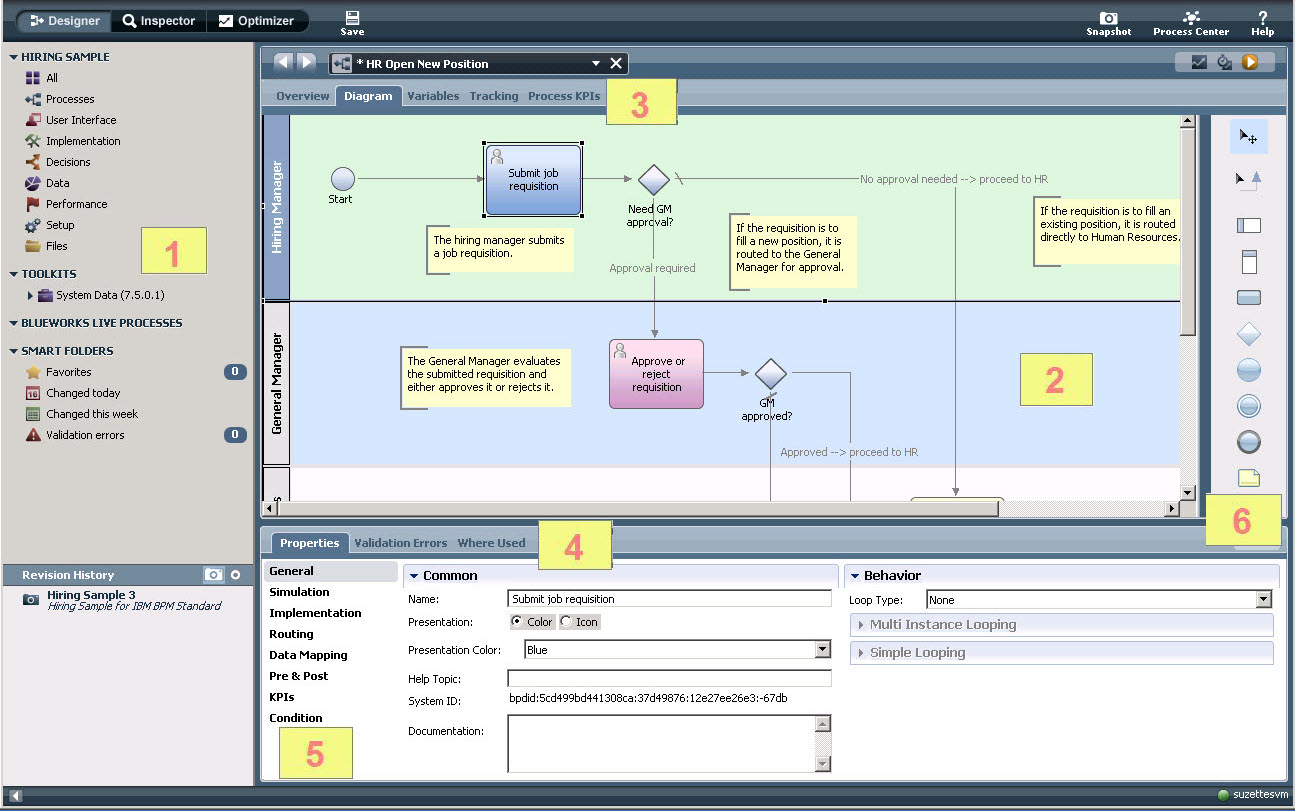 Designer
Inspector
Optimizer
Save
Snapshot
Process Center
Help
HIRING SAMPLE
All
Processes
User Interface
Implementation
Decisions
Data
Performance
Setup
Files
1
TOOLKITS
System Data (7.5.0.1)
BLUEWORKS LIVE PROCESSES
SMART FOLDERS
Favorites
0
16
Changed today
Changed this week
Validation errors
0
Revision History
Hiring Sample 3
Hiring Sample for IBM BPM Standard
* HR Open New Position
Overview
Diagram
Variables
Tracking
Process KPIs
3
Hiring Manager
Start
Submit job
requisition
Need GM
approval?
No approval needed --> proceed to HR
The hiring manager submits
a job requisition.
If the requisition is to
fill a new position, it is
routed to the General
Manager for approval.
If the requisition is to fill an
existing position, it is routed
directly to Human Resources.
Approval required
General Manager
The General Manager evaluates
the submitted requisition and
either approves it or rejects it.
Approve or
reject
requisition
GM
approved?
2
Approved --> proceed to HR
6
Properties
Validation Errors
Where Used
4
General
Simulation
Implementation
Routing
Data Mapping
Pre & Post
KPIs
Condition
5
Common
Name:
Submit job requisition
Presentation:
Color
Icon
Presentation Color:
Blue
Help Topic:
System ID:
bpdid:5cd499bd441308ca:37d49876:12e27ee26e3:-67db
Documentation:
Behavior
Loop Type:
None
Multi Instance Looping
Simple Looping
suzettesvm